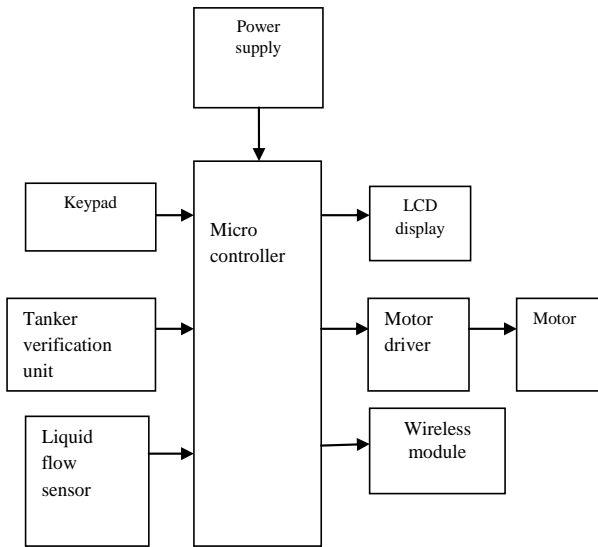 Power
supply
Keypad
Micro
controller
LCD
display
Tanker
verification
unit
Motor
driver
Motor
Liquid
flow
sensor
Wireless
module